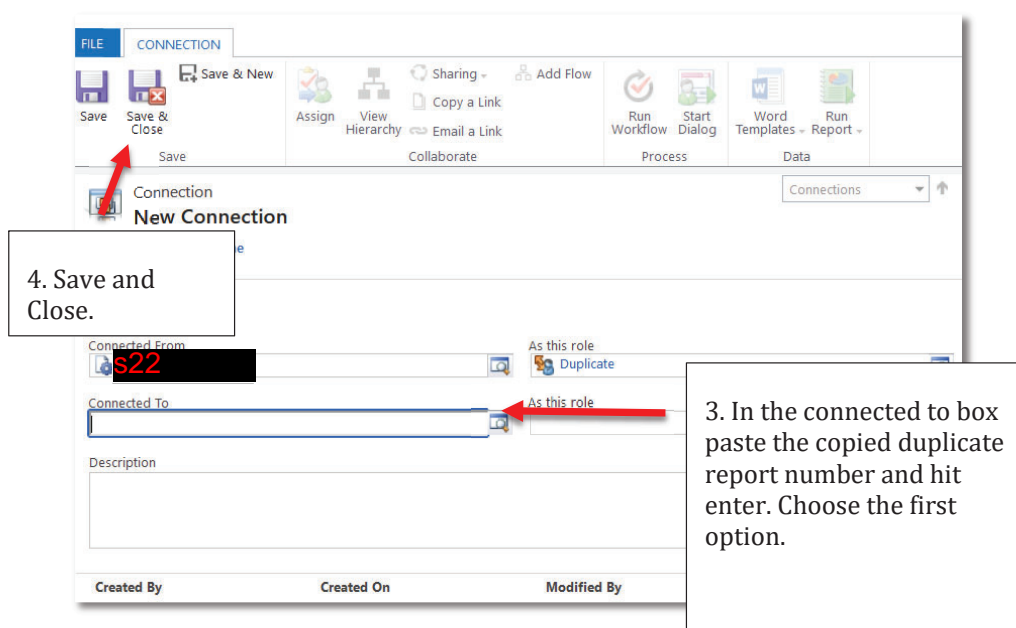 FILE CONNECTION
Save
Save & Close
Save & New
Assign
View Hierarchy
Sharing
Copy a Link
Email a Link
Add Flow
Run Workflow
Start Dialog
Word Templates
Run Report
Save Collaborate Process Data
Connection
New Connection
Connections
e
4. Save and
Close.
Connected From As this role
s22 Duplicate
Connected To As this role
3. In the connected to box
paste the copied duplicate
report number and hit
enter. Choose the first
option.
Description
Created By Created On Modified By